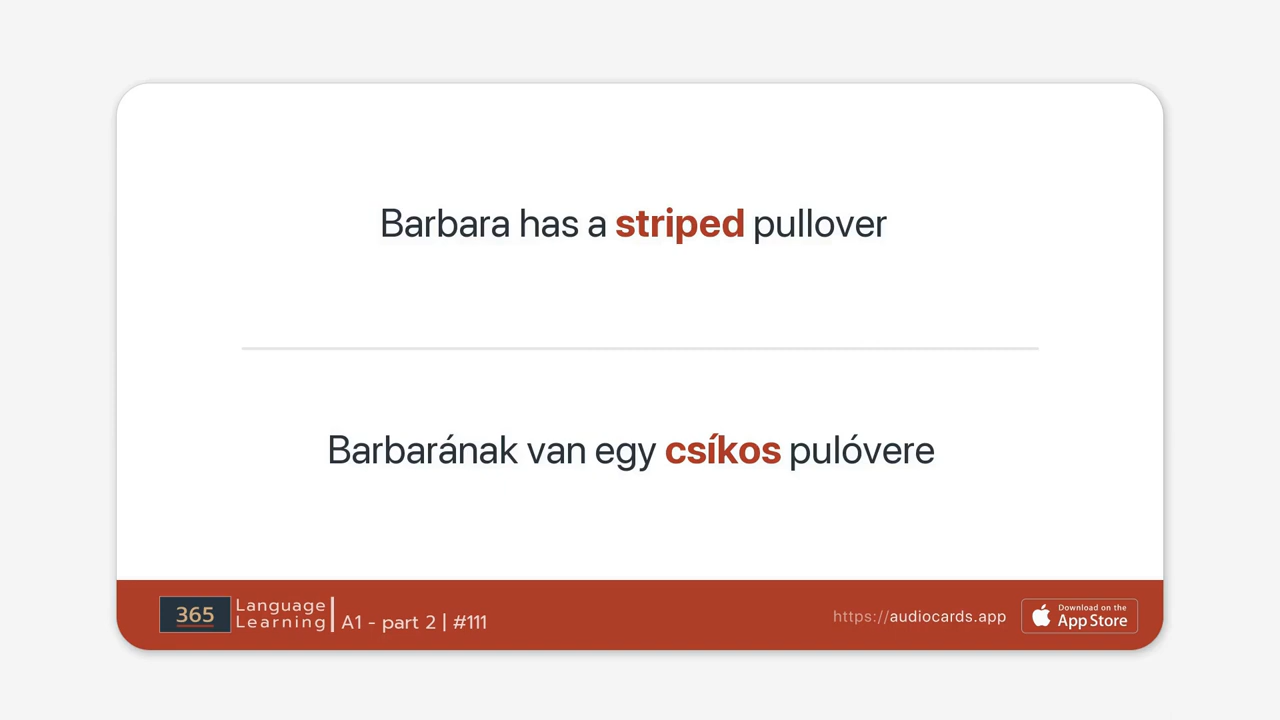 Barbara has a striped pullover
Barbarának van egy csíkos pulóvere
365
Language
Learning
A1 - part 2 | #111
https://audiocards.app
Download on the
App Store